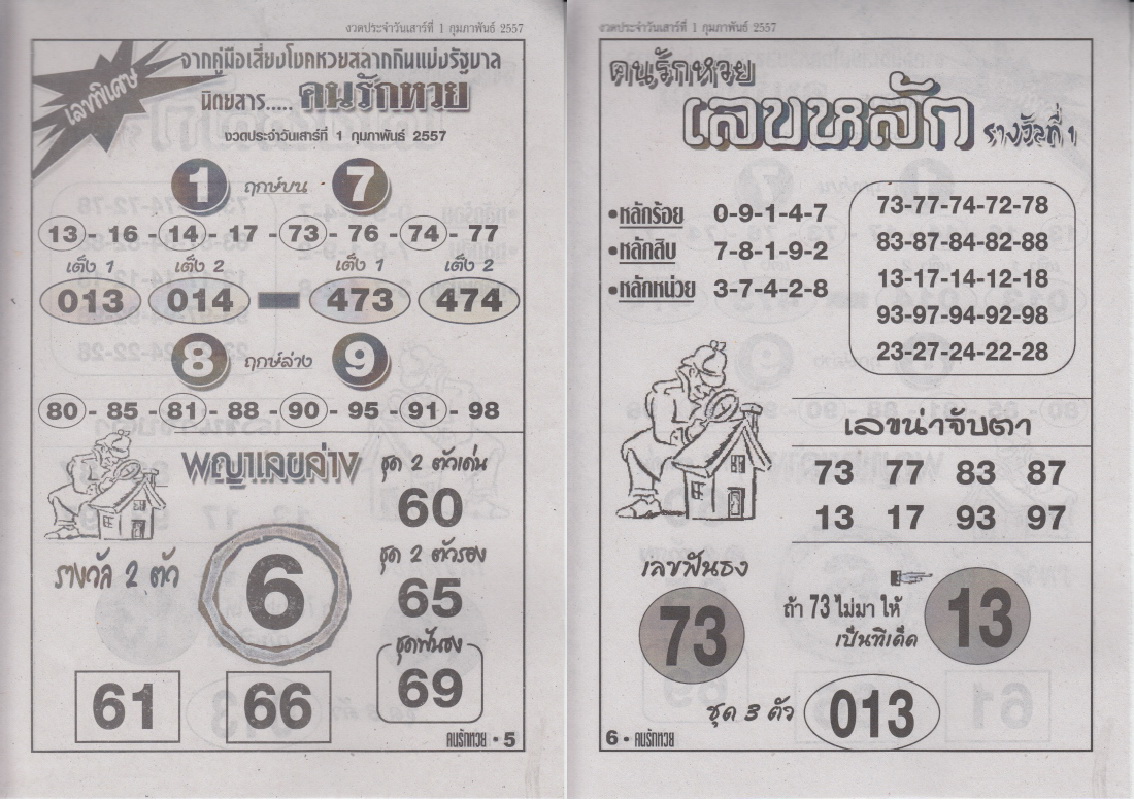 งวดประจำวันเสาร์ที่ 1 กุมภาพันธ์ 2557
เลขพิเศษ
จากคู่มือเสี่ยงโชคหวยสลากกินแบ่งรัฐบาล
นิตยสาร..... คนรักหวย
งวดประจำวันเสาร์ที่ 1 กุมภาพันธ์ 2557
1 ฤกษ์บน 7
13 - 16 - 14 - 17 - 73 - 76 - 74 - 77
เต็ง 1 เต็ง 2 เต็ง 1 เต็ง 2
013 014 - 473 474
8 ฤกษ์ล่าง 9
80 - 85 - 81 - 88 - 90 - 95 - 91 - 98
พญาเลขล่าง
ชุด 2 ตัวเด่น
60
รางวัล 2 ตัว
6
ชุด 2 ตัวรอง
65
ชุดฟันธง
69
61 66
คนรักหวย • 5
งวดประจำวันเสาร์ที่ 1 กุมภาพันธ์ 2557
คนรักหวย
เลขหลัก รางวัลที่ 1
•หลักร้อย 0-9-1-4-7
•หลักสิบ 7-8-1-9-2
•หลักหน่วย 3-7-4-2-8
73-77-74-72-78
83-87-84-82-88
13-17-14-12-18
93-97-94-92-98
23-27-24-22-28
เลขน่าจับตา
73 77 83 87
13 17 93 97
เลขฟันธง
73
ถ้า 73 ไม่มา ให้
เป็นทีเด็ด
13
ชุด 3 ตัว 013
6 • คนรักหวย